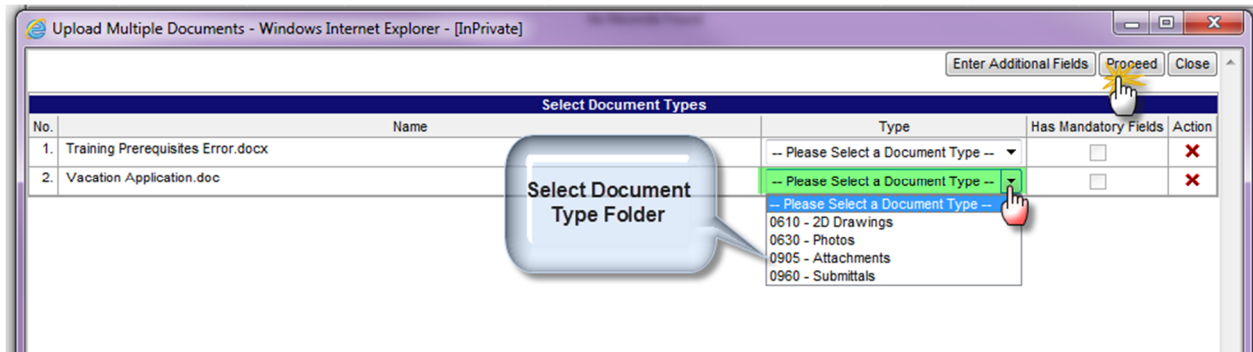 Upload Multiple Documents - Windows Internet Explorer - [InPrivate]
Enter Additional Fields Proceed Close
Select Document Types
No. Name Type Has Mandatory Fields Action
1. Training Prerequisites Error.docx -- Please Select a Document Type --
2. Vacation Application.doc -- Please Select a Document Type --
-- Please Select a Document Type --
0610 - 2D Drawings
0630 - Photos
0905 - Attachments
0960 - Submittals
Select Document
Type Folder